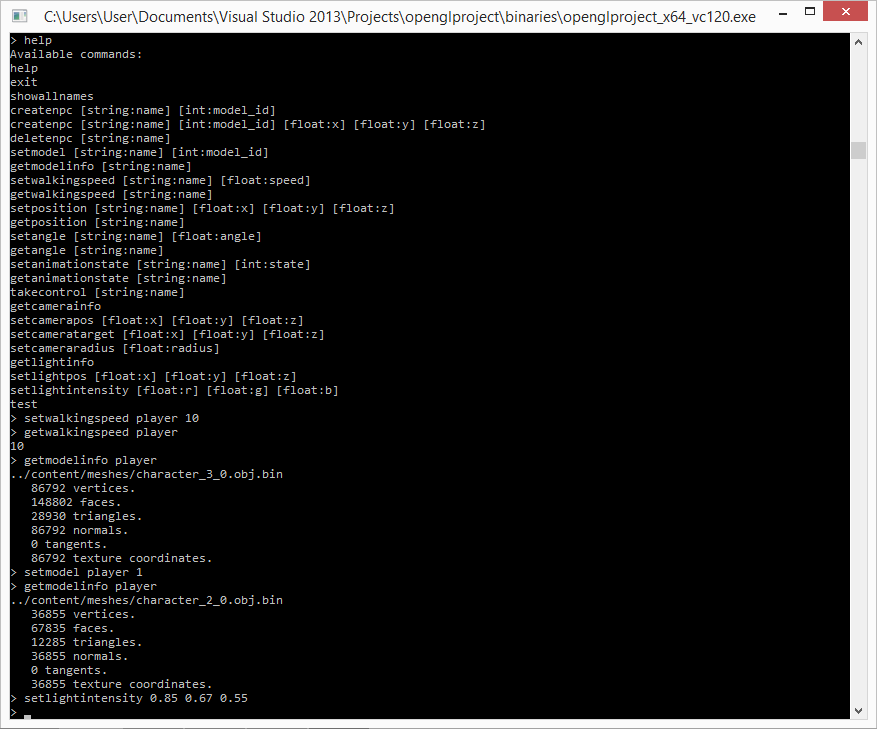 C:\Users\User\Documents\Visual Studio 2013\Projects\openglproject\binaries\openglproject_x64_vc120.exe
> help
Available commands:
help
exit
showallnames
createnpc [string:name] [int:model_id]
createnpc [string:name] [int:model_id] [float:x] [float:y] [float:z]
deletenpc [string:name]
setmodel [string:name] [int:model_id]
getmodelinfo [string:name]
setwalkingspeed [string:name] [float:speed]
getwalkingspeed [string:name]
setposition [string:name] [float:x] [float:y] [float:z]
getposition [string:name]
setangle [string:name] [float:angle]
getangle [string:name]
setanimationstate [string:name] [int:state]
getanimationstate [string:name]
takecontrol [string:name]
getcamerainfo
setcamerapos [float:x] [float:y] [float:z]
setcameratarget [float:x] [float:y] [float:z]
setcameraradius [float:radius]
getlightinfo
setlightpos [float:x] [float:y] [float:z]
setlightintensity [float:r] [float:g] [float:b]
test
> setwalkingspeed player 10
> getwalkingspeed player
10
> getmodelinfo player
../content/meshes/character_3_0.obj.bin
   86792 vertices.
   148802 faces.
   28930 triangles.
   86792 normals.
   0 tangents.
   86792 texture coordinates.
> setmodel player 1
> getmodelinfo player
../content/meshes/character_2_0.obj.bin
   36855 vertices.
   67835 faces.
   12285 triangles.
   36855 normals.
   0 tangents.
   36855 texture coordinates.
> setlightintensity 0.85 0.67 0.55
>